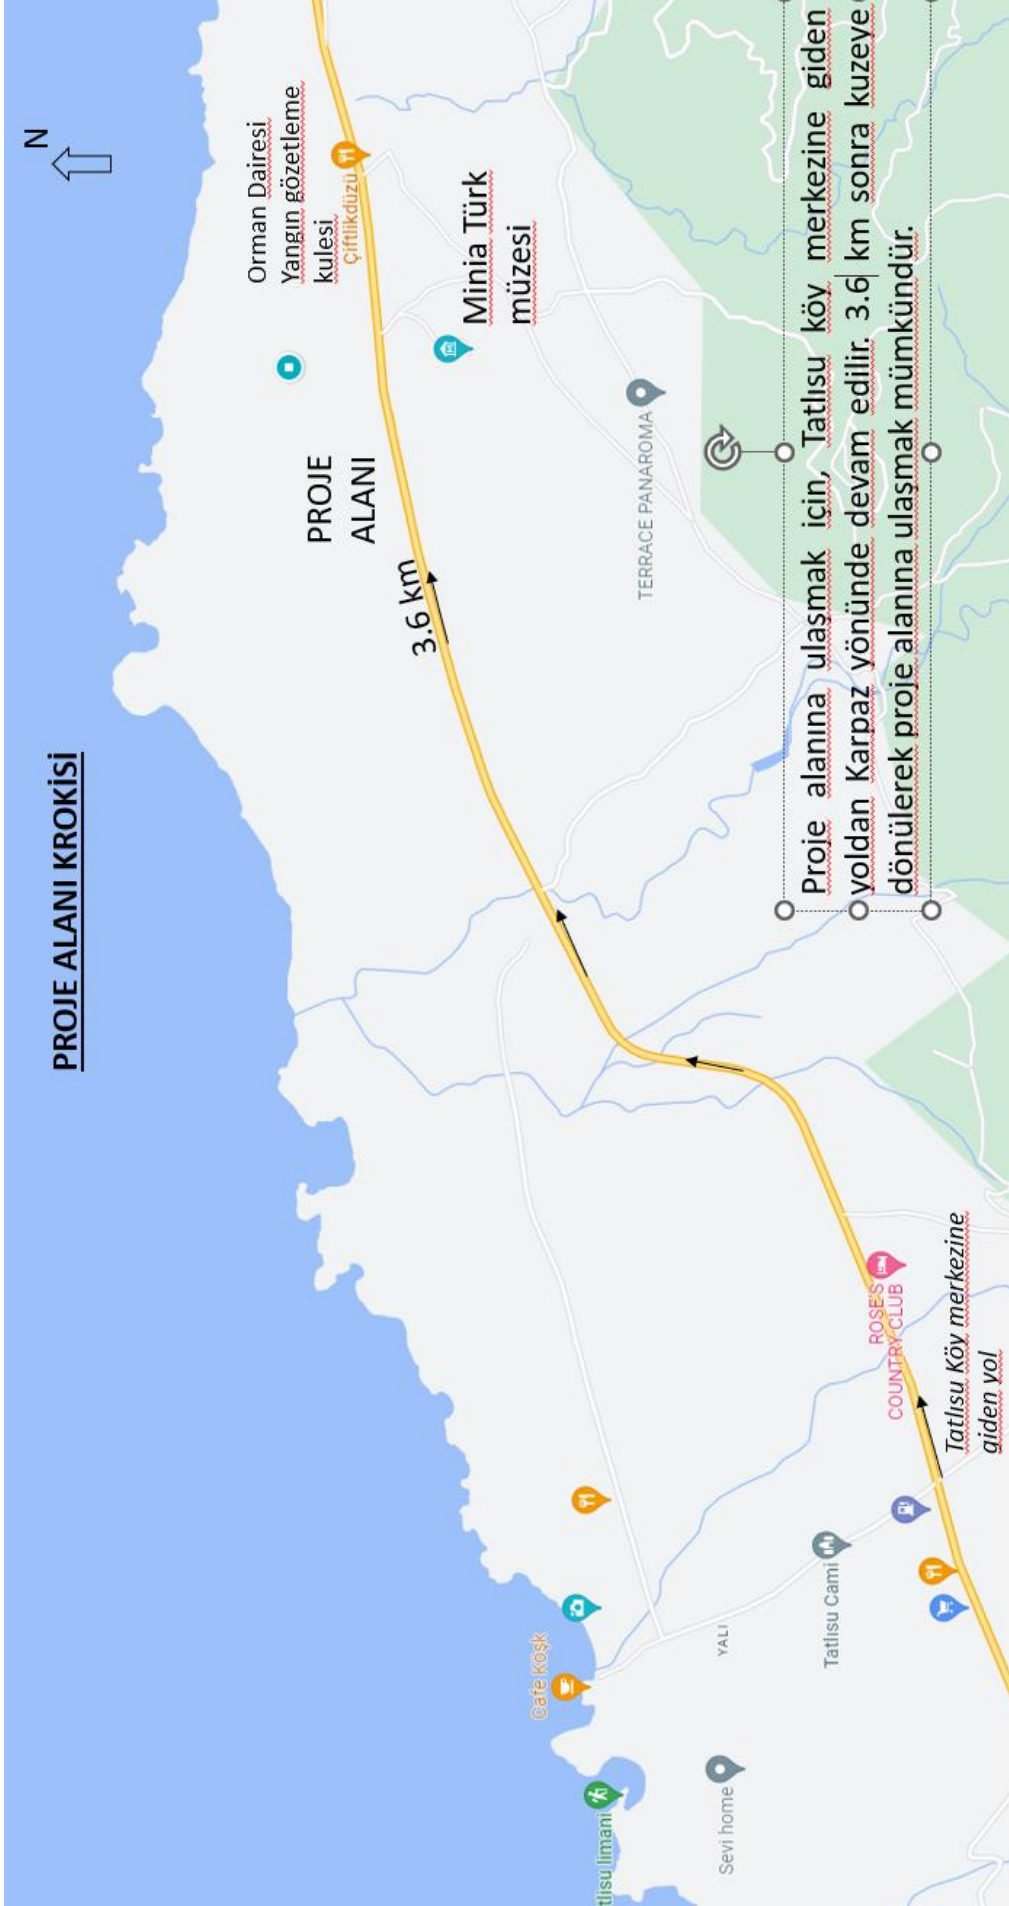 PROJE ALANI KROKİSİ
N
Orman Dairesi
Yangın gözetleme
kulesi
Çiftlikdüzü
Minia Türk
müzesi
PROJE
ALANI
3.6 km
TERRACE PANAROMA
Proje alanına ulaşmak için, Tatlısu köy merkezine giden
yoldan Karpaz yönünde devam edilir. 3.6 km sonra kuzeye
dönülerek proje alanına ulaşmak mümkündür.
ROSE'S
COUNTRY CLUB
Tatlısu Köy merkezine
giden yol
Cafe Köşk
YALI
Tatlısu Cami
tlisu limani
Sevi home